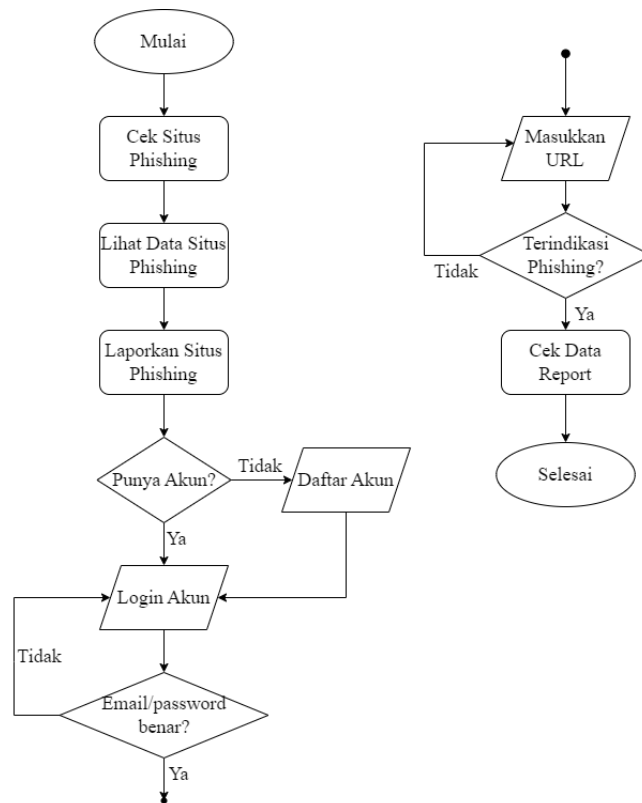 Mulai
Cek Situs
Phishing
Lihat Data Situs
Phishing
Laporkan Situs
Phishing
Punya Akun?
Tidak
Daftar Akun
Ya
Login Akun
Tidak
Email/password
benar?
Ya
Masukkan
URL
Terindikasi
Phishing?
Tidak
Ya
Cek Data
Report
Selesai